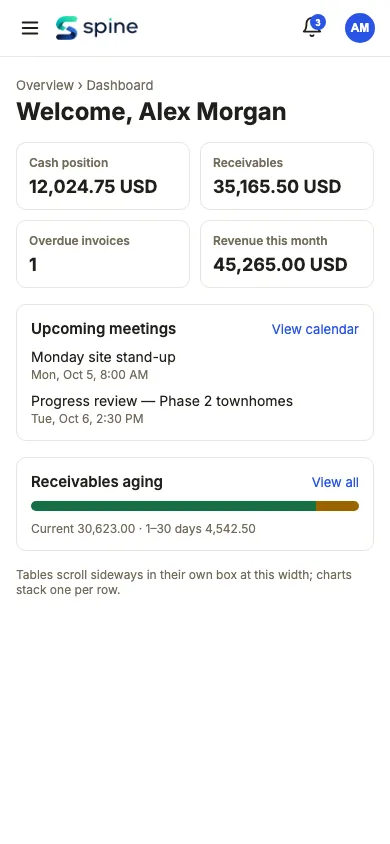 spine
3
AM
Overview › Dashboard
Welcome, Alex Morgan
Cash position
12,024.75 USD
Receivables
35,165.50 USD
Overdue invoices
1
Revenue this month
45,265.00 USD
Upcoming meetings
View calendar
Monday site stand-up
Mon, Oct 5, 8:00 AM
Progress review — Phase 2 townhomes
Tue, Oct 6, 2:30 PM
Receivables aging
View all
Current 30,623.00 · 1–30 days 4,542.50
Tables scroll sideways in their own box at this width; charts
stack one per row.